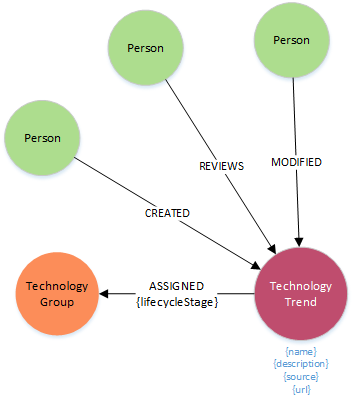 Person
Person
Person
REVIEWS
MODIFIED
CREATED
Technology
Group
ASSIGNED
{lifecycleStage}
Technology
Trend
{name}
{description}
{source}
{url}